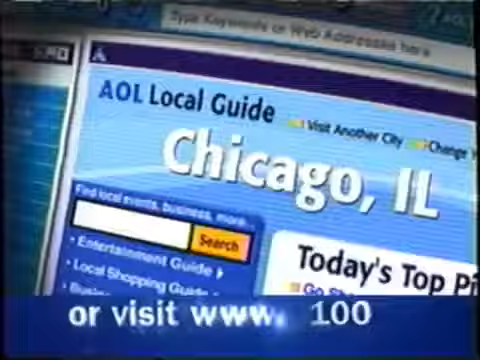 Type Keywords or Web Addresses here
AOL Local Guide
Visit Another City
Change
Chicago, IL
Find local events, business, more...
Search
• Entertainment Guide
• Local Shopping Guide
Today's Top
or visit www. 100